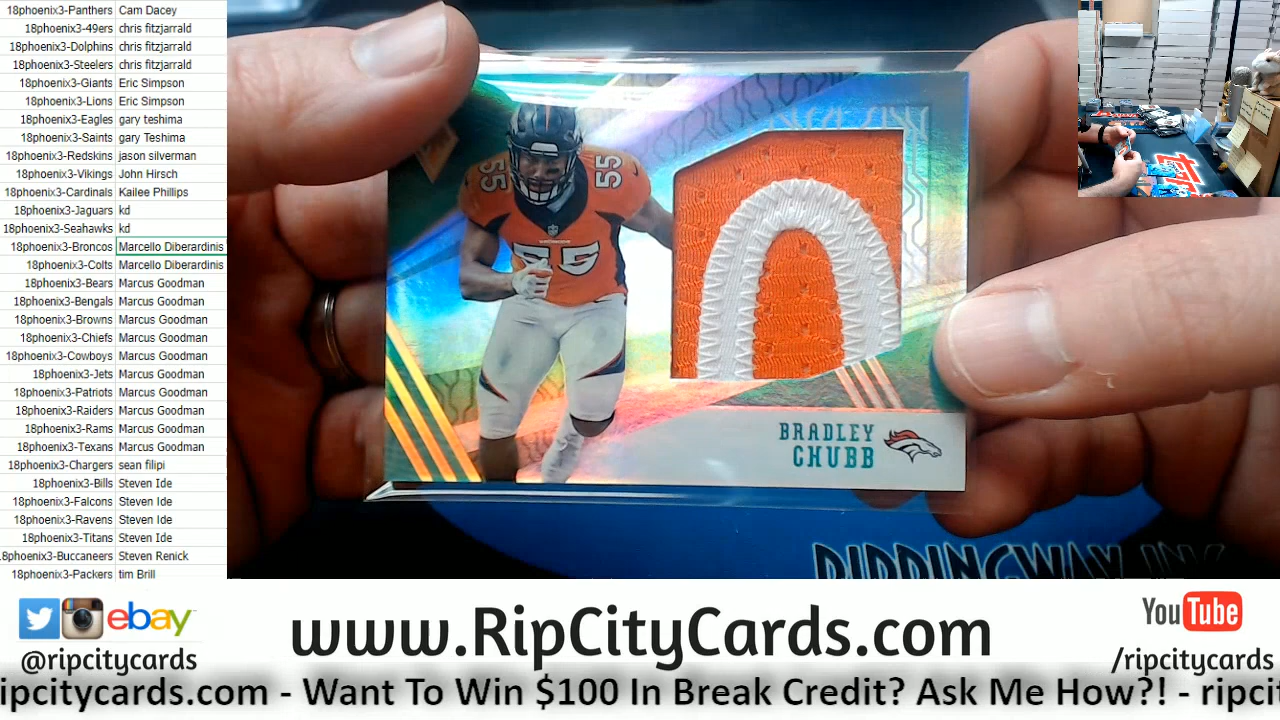 18phoenix3-Panthers Cam Dacey
18phoenix3-49ers chris fitzjarrald
18phoenix3-Dolphins chris fitzjarrald
18phoenix3-Steelers chris fitzjarrald
18phoenix3-Giants Eric Simpson
18phoenix3-Lions Eric Simpson
18phoenix3-Eagles gary teshima
18phoenix3-Saints gary Teshima
18phoenix3-Redskins jason silverman
18phoenix3-Vikings John Hirsch
18phoenix3-Cardinals Kailee Phillips
18phoenix3-Jaguars kd
18phoenix3-Seahawks kd
18phoenix3-Broncos Marcello Diberardinis
18phoenix3-Colts Marcello Diberardinis
18phoenix3-Bears Marcus Goodman
18phoenix3-Bengals Marcus Goodman
18phoenix3-Browns Marcus Goodman
18phoenix3-Chiefs Marcus Goodman
18phoenix3-Cowboys Marcus Goodman
18phoenix3-Jets Marcus Goodman
18phoenix3-Patriots Marcus Goodman
18phoenix3-Raiders Marcus Goodman
18phoenix3-Rams Marcus Goodman
18phoenix3-Texans Marcus Goodman
18phoenix3-Chargers sean filipi
18phoenix3-Bills Steven Ide
18phoenix3-Falcons Steven Ide
18phoenix3-Ravens Steven Ide
18phoenix3-Titans Steven Ide
18phoenix3-Buccaneers Steven Renick
18phoenix3-Packers tim Brill
55 55
55
BRADLEY
CHUBB
ebay
@ripcitycards
www.RipCityCards.com
YouTube
/ripcitycards
ripcitycards.com - Want To Win $100 In Break Credit? Ask Me How?! - ripcit